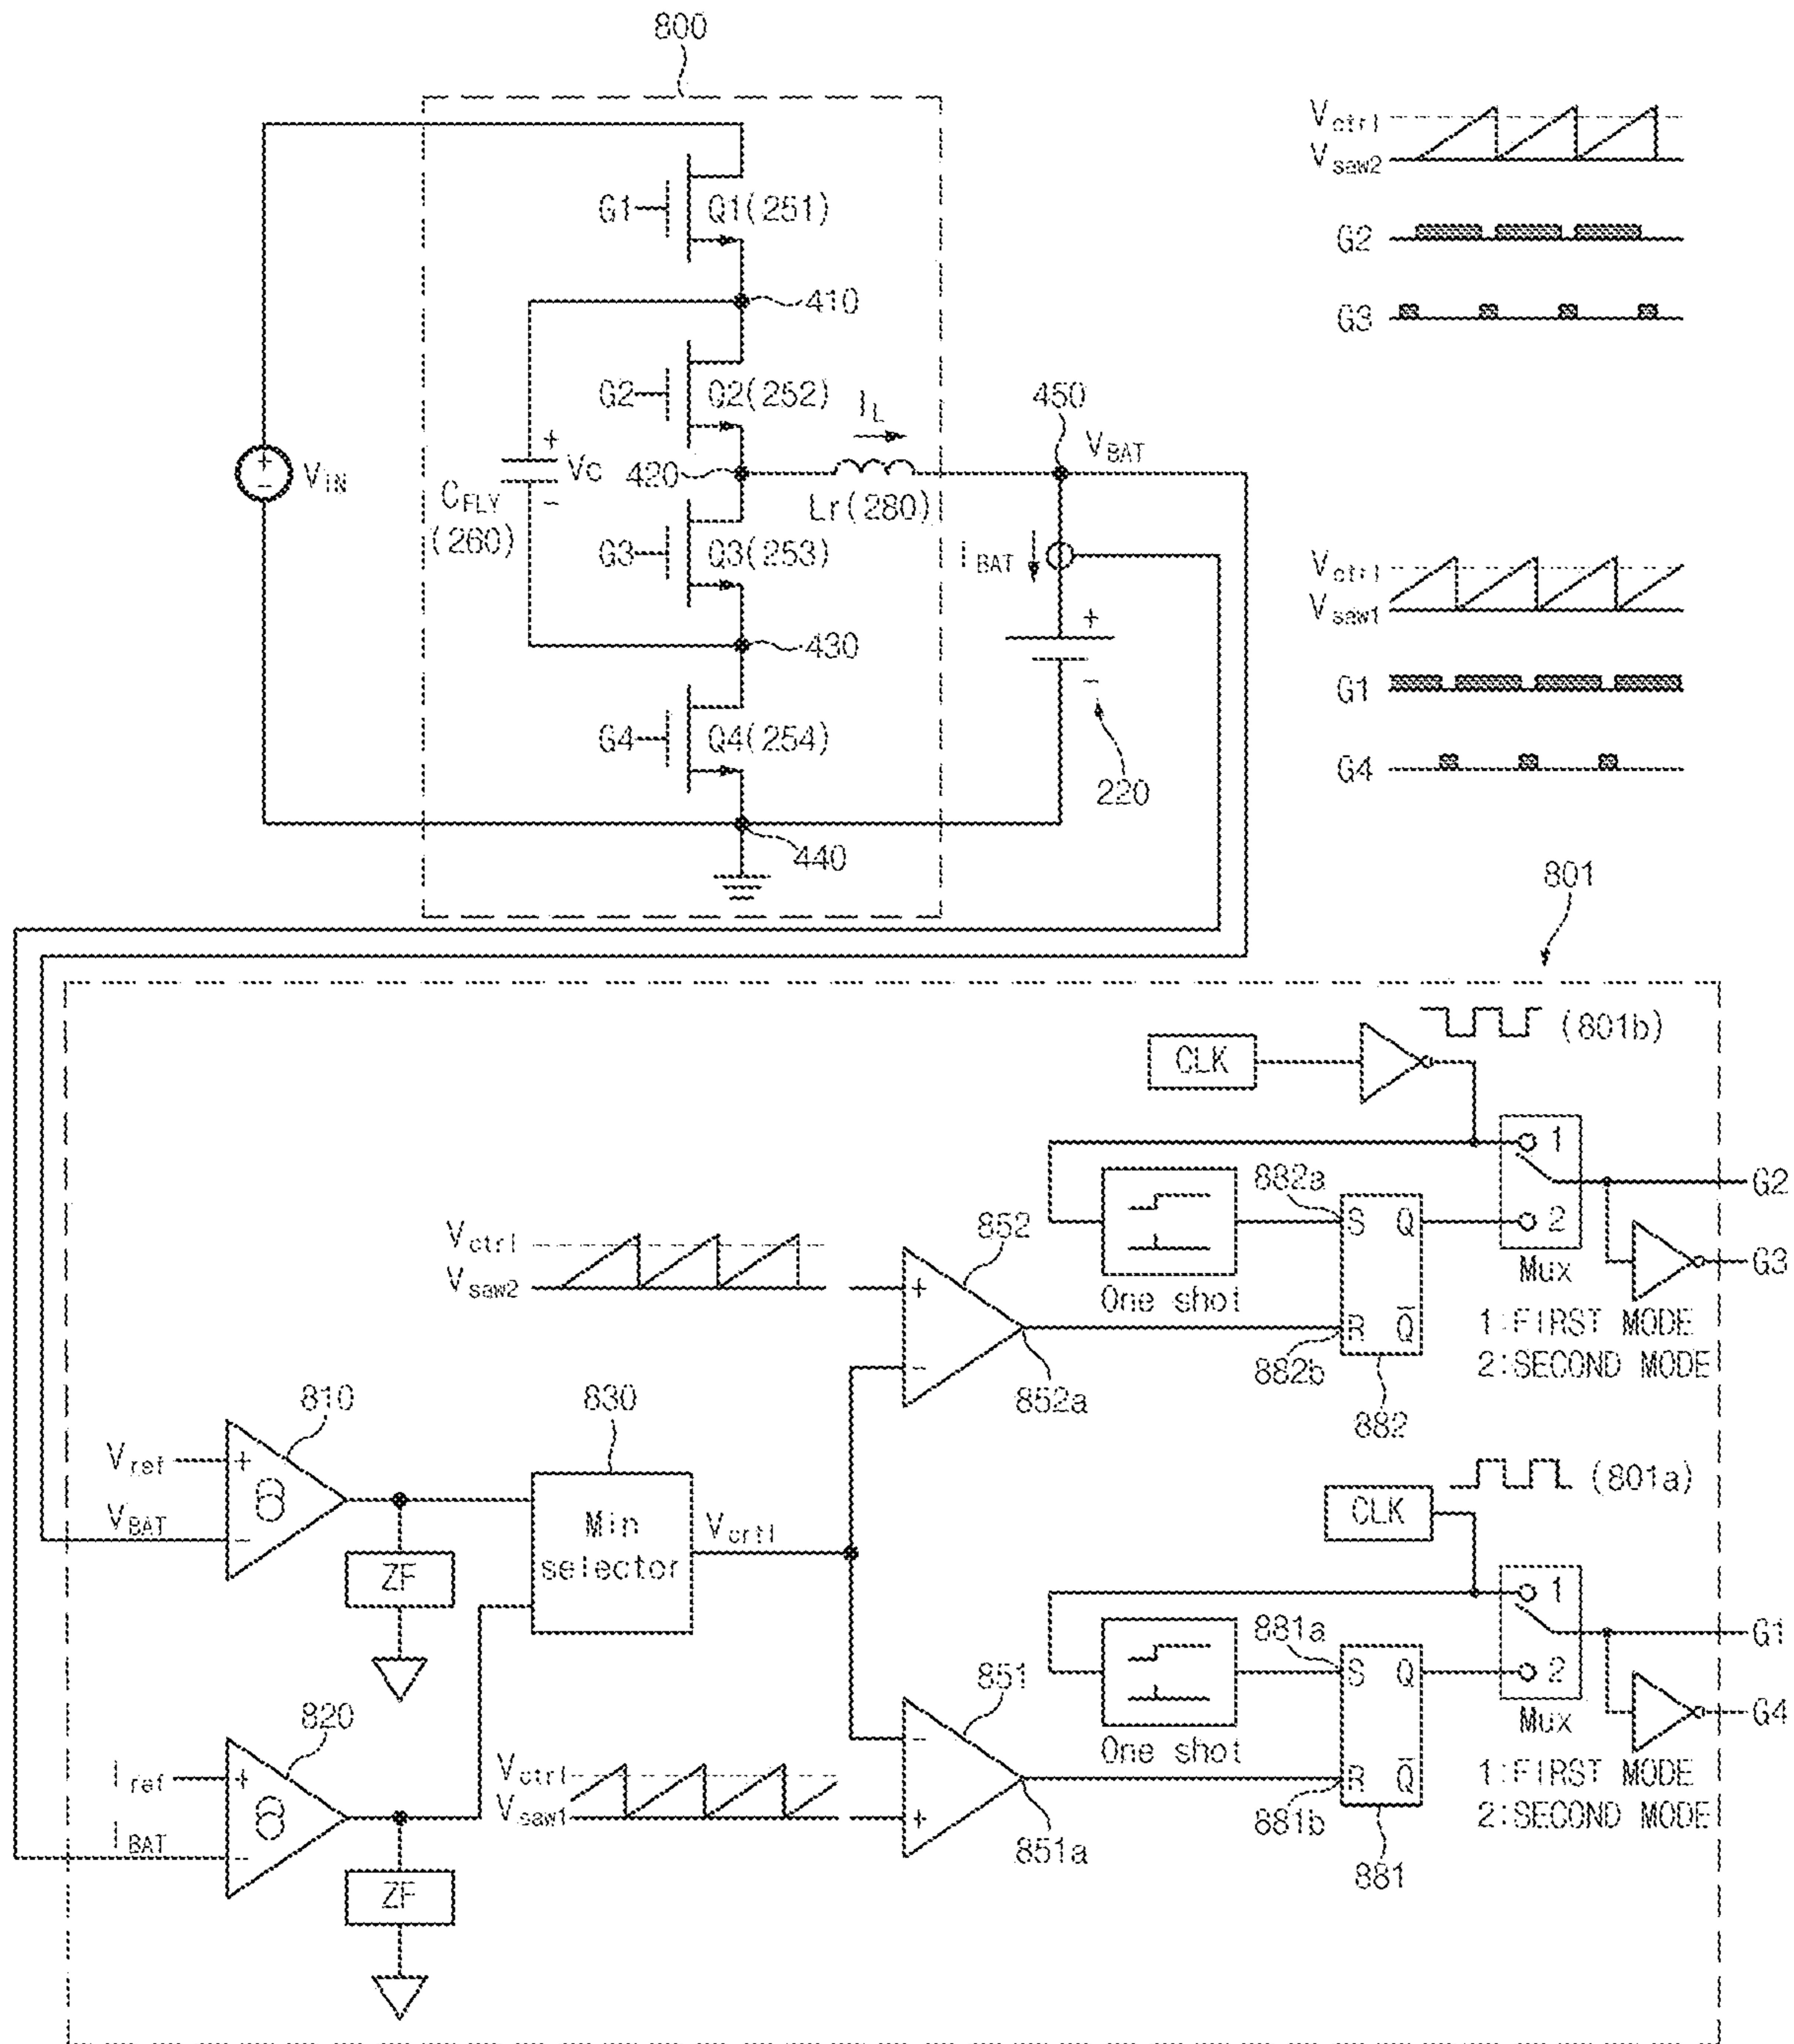 800
Vctrl
Vsaw2
G1 Q1(251)
G2
410
G3
G2 Q2(252)
IL
450
VBAT
+
VIN
-
+
Vc
-
420
CFLY
(260)
Lr(280)
G3 Q3(253)
iBAT
Vctrl
Vsaw1
+
-
430
G1
G4 Q4(254)
G4
220
440
801
(801b)
CLK
1
882a
G2
S Q
2
Vctrl
852
Vsaw2
+
G3
Mux
One shot
R Q
1:FIRST MODE
-
882b
2:SECOND MODE
852a
810
830
882
Vref
+
(801a)
VBAT
-
Min
selector
Vcrtl
CLK
ZF
1
881a
G1
820
851
S Q
2
G4
Mux
iref
+
-
One shot
Vctrl
R Q
1:FIRST MODE
Vsaw1
+
881b
2:SECOND MODE
iBAT
-
851a
881
ZF